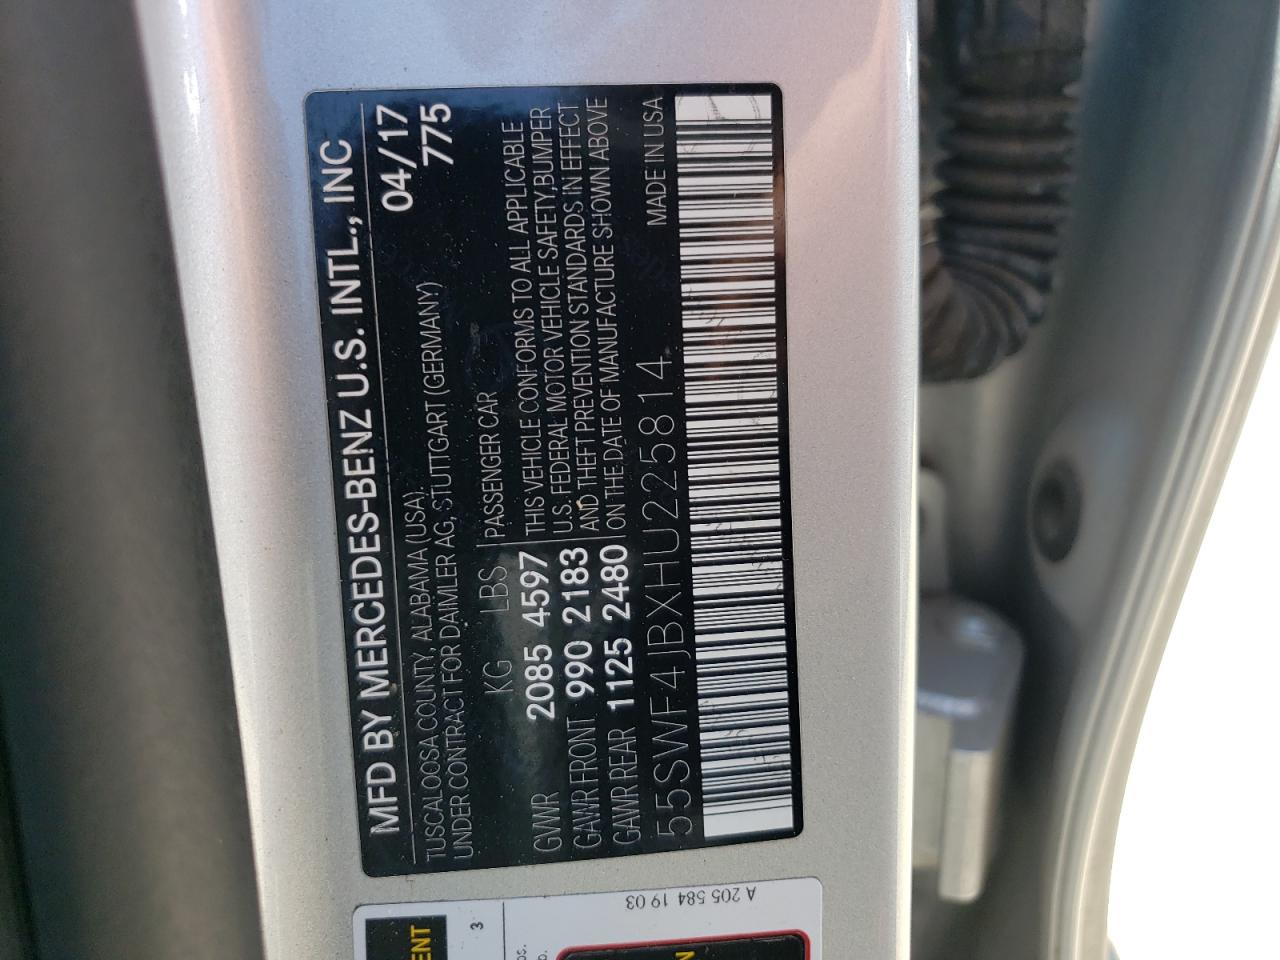 MFD BY MERCEDES-BENZ U.S. INTL., INC
TUSCALOOSA COUNTY, ALABAMA (USA). 04/17
UNDER CONTRACT FOR DAIMLER AG, STUTTGART (GERMANY) 775
KG LBS PASSENGER CAR
GVWR 2085 4597 THIS VEHICLE CONFORMS TO ALL APPLICABLE
U.S. FEDERAL MOTOR VEHICLE SAFETY,BUMPER
GAWR FRONT 990 2183 AND THEFT PREVENTION STANDARDS IN EFFECT
GAWR REAR 1125 2480 ON THE DATE OF MANUFACTURE SHOWN ABOVE
55SWF4JBXHU225814 MADE IN USA
A 205 584 19 03
3